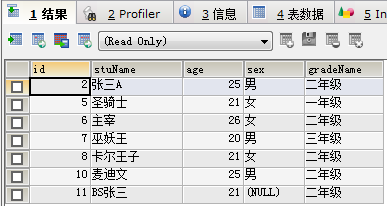 1 结果 2 Profiler 3 信息 4 表数据 5 In
(Read Only)
id stuName age sex gradeName
2 张三A 25 男 二年级
5 圣骑士 21 女 一年级
6 主宰 26 女 二年级
7 巫妖王 20 男 三年级
8 卡尔王子 21 女 二年级
10 麦迪文 25 男 二年级
11 BS张三 21 (NULL) 二年级